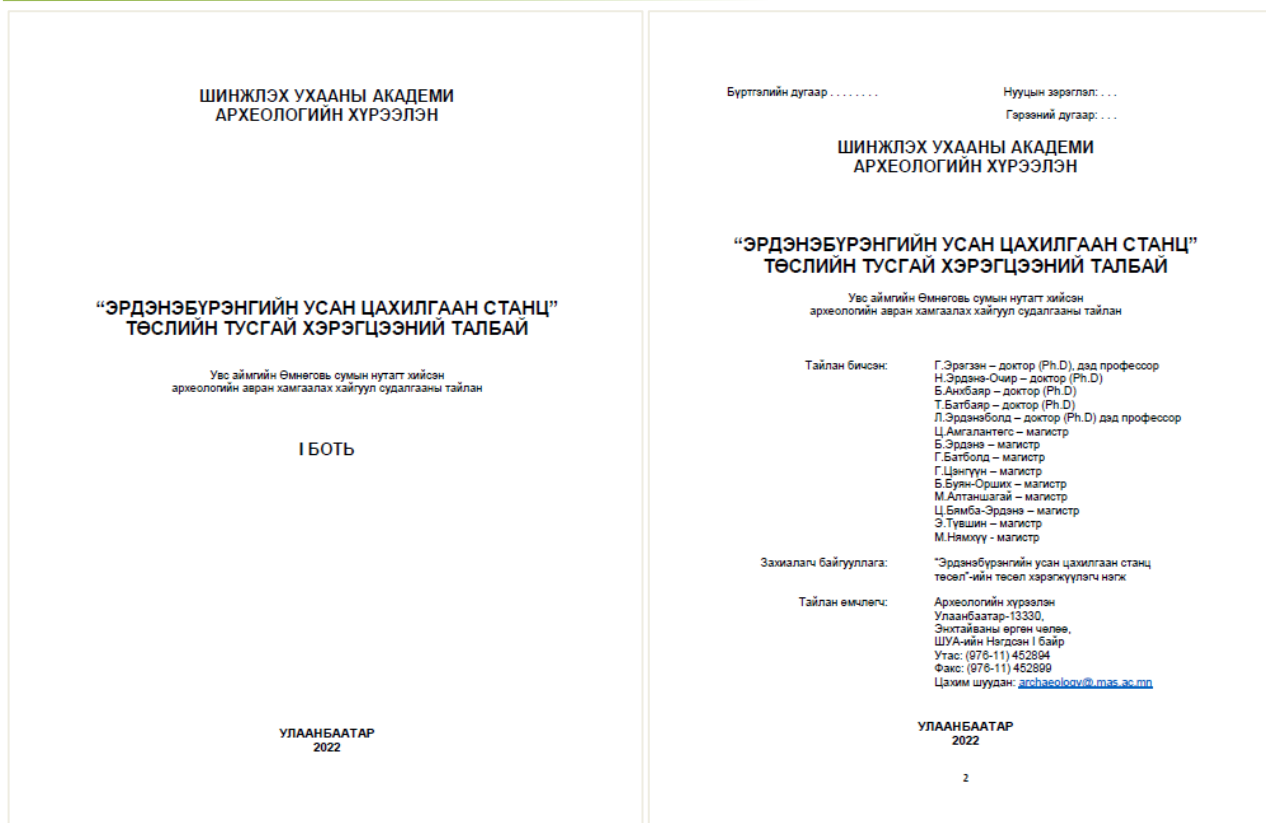 ШИНЖЛЭХ УХААНЫ АКАДЕМИ
АРХЕОЛОГИЙН ХҮРЭЭЛЭН
“ЭРДЭНЭБҮРЭНГИЙН УСАН ЦАХИЛГААН СТАНЦ”
ТӨСЛИЙН ТУСГАЙ ХЭРЭГЦЭЭНИЙ ТАЛБАЙ
Увс аймгийн Өмнөговь сумын нутагт хийсэн
археологийн авран хамгаалах хайгуул судалгааны тайлан
I БОТЬ
УЛААНБААТАР
2022
Бүртгэлийн дугаар . . . . . . . .
Нууцын зэрэглэл: . . .
Гэрээний дугаар: . . .
ШИНЖЛЭХ УХААНЫ АКАДЕМИ
АРХЕОЛОГИЙН ХҮРЭЭЛЭН
“ЭРДЭНЭБҮРЭНГИЙН УСАН ЦАХИЛГААН СТАНЦ”
ТӨСЛИЙН ТУСГАЙ ХЭРЭГЦЭЭНИЙ ТАЛБАЙ
Увс аймгийн Өмнөговь сумын нутагт хийсэн
археологийн авран хамгаалах хайгуул судалгааны тайлан
Тайлан бичсэн: Г.Эрэгзэн – доктор (Ph.D), дэд профессор
Н.Эрдэнэ-Очир – доктор (Ph.D)
Б.Анхбаяр – доктор (Ph.D)
Т.Батбаяр – доктор (Ph.D)
Л.Эрдэнэболд – доктор (Ph.D) дэд профессор
Ц.Амгалантөгс – магистр
Б.Эрдэнэ – магистр
Г.Батболд – магистр
Г.Цэнгүүн – магистр
Б.Буян-Орших – магистр
М.Алтаншагай – магистр
Ц.Бямба-Эрдэнэ – магистр
Э.Түвшин – магистр
М.Нямхүү - магистр
Захиалагч байгууллага: “Эрдэнэбүрэнгийн усан цахилгаан станц
төсөл”-ийн төсөл хэрэгжүүлэгч нэгж
Тайлан өмчлөгч: Археологийн хүрээлэн
Улаанбаатар-13330,
Энхтайваны өргөн чөлөө,
ШУА-ийн Нэгдсэн I байр
Утас: (976-11) 452894
Факс: (976-11) 452899
Цахим шуудан: archaeology@.mas.ac.mn
УЛААНБААТАР
2022
2